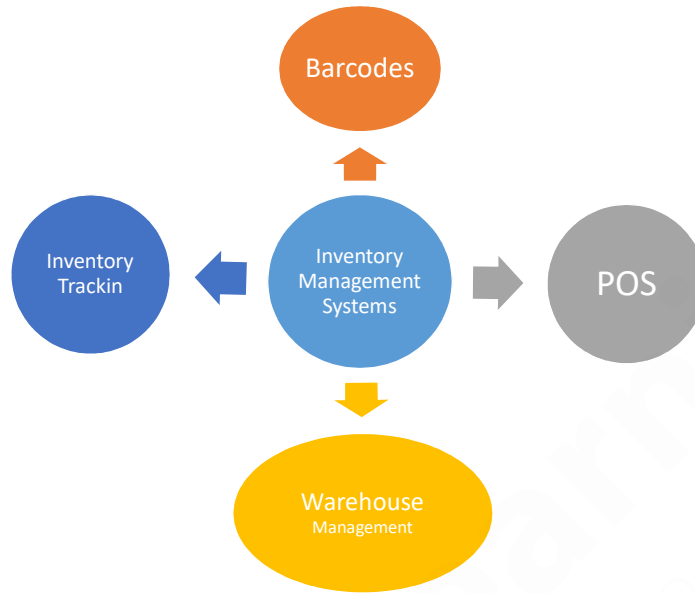 Barcodes
Inventory
Trackin
Inventory
Management
Systems
POS
Warehouse
Management